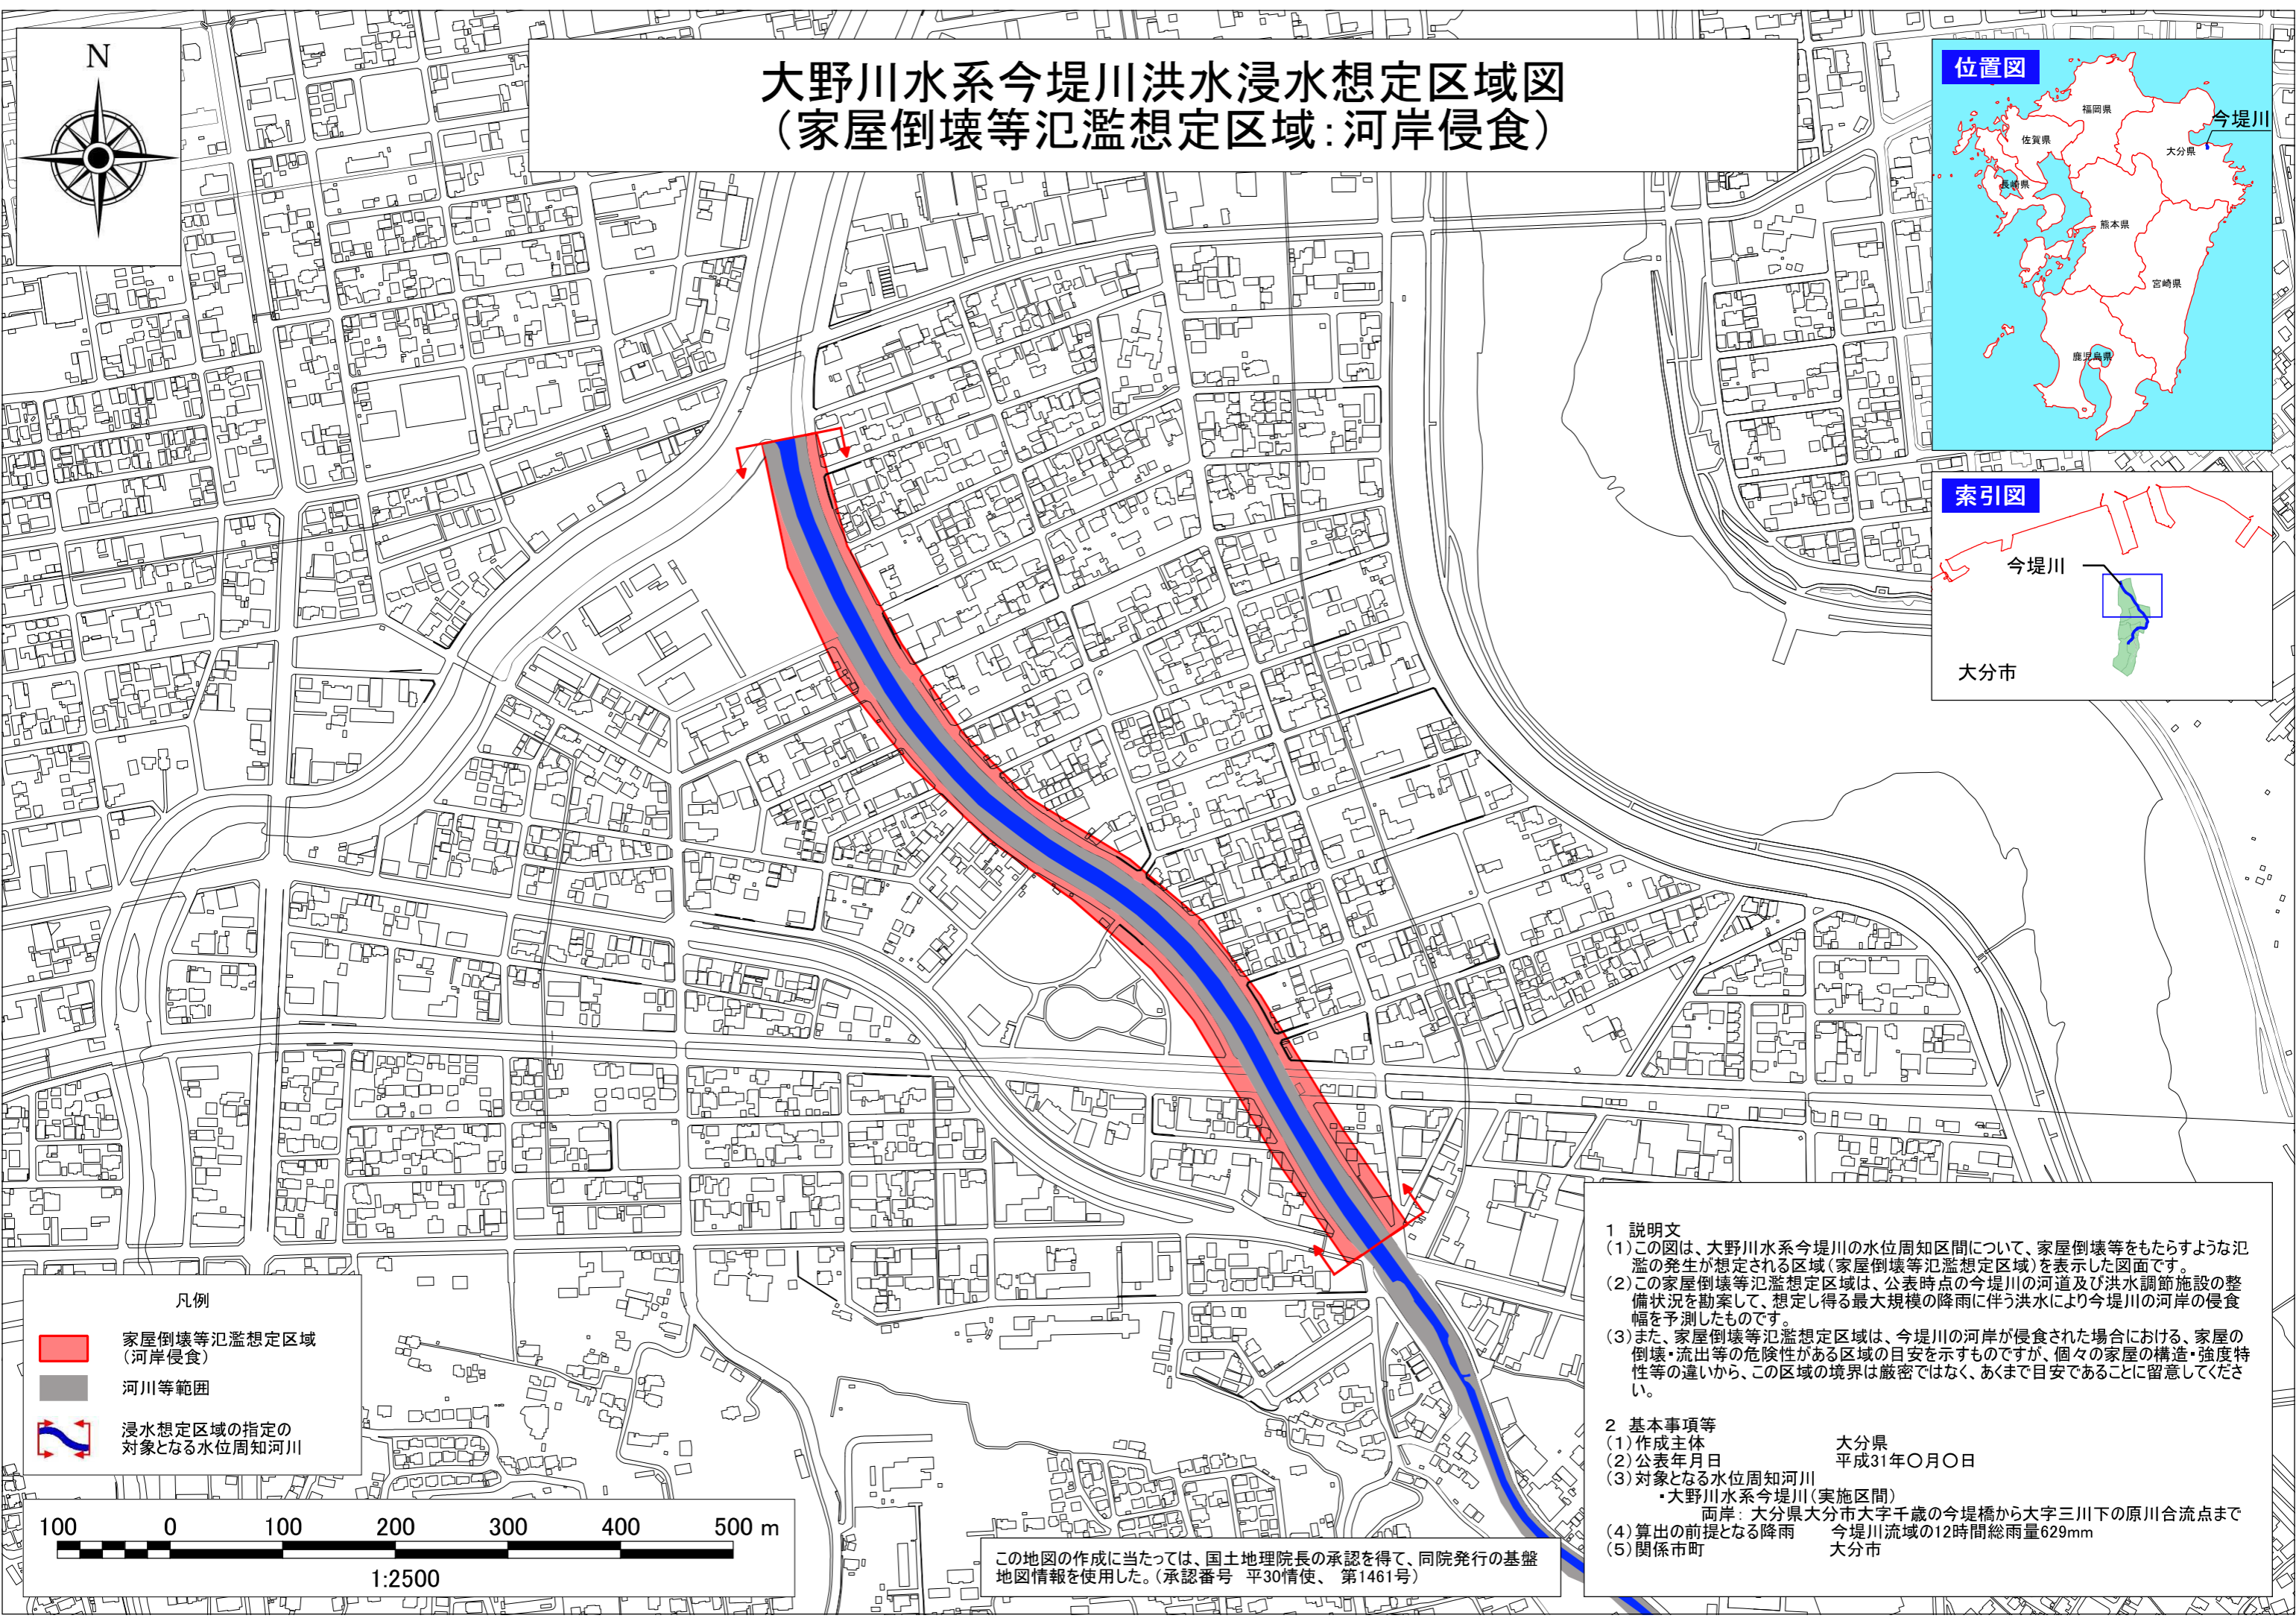 N
大野川水系今堤川洪水浸水想定区域図
（家屋倒壊等氾濫想定区域：河岸侵食）
位置図
福岡県
今堤川
佐賀県
大分県
長崎県
熊本県
宮崎県
鹿児島県
索引図
今堤川
大分市
凡例
家屋倒壊等氾濫想定区域
（河岸侵食）
河川等範囲
浸水想定区域の指定の
対象となる水位周知河川
100 0 100 200 300 400 500 m
1:2500
この地図の作成に当たっては、国土地理院長の承認を得て、同院発行の基盤
地図情報を使用した。（承認番号 平30情使、 第1461号）
1 説明文
（1）この図は、大野川水系今堤川の水位周知区間について、家屋倒壊等をもたらすような氾
濫の発生が想定される区域（家屋倒壊等氾濫想定区域）を表示した図面です。
（2）この家屋倒壊等氾濫想定区域は、公表時点の今堤川の河道及び洪水調節施設の整
備状況を勘案して、想定し得る最大規模の降雨に伴う洪水により今堤川の河岸の侵食
幅を予測したものです。
（3）また、家屋倒壊等氾濫想定区域は、今堤川の河岸が侵食された場合における、家屋の
倒壊・流出等の危険性がある区域の目安を示すものですが、個々の家屋の構造・強度特
性等の違いから、この区域の境界は厳密ではなく、あくまで目安であることに留意してくださ
い。
2 基本事項等
（1）作成主体 大分県
（2）公表年月日 平成31年〇月〇日
（3）対象となる水位周知河川
・大野川水系今堤川（実施区間）
両岸： 大分県大分市大字千歳の今堤橋から大字三川下の原川合流点まで
（4）算出の前提となる降雨 今堤川流域の12時間総雨量629mm
（5）関係市町 大分市